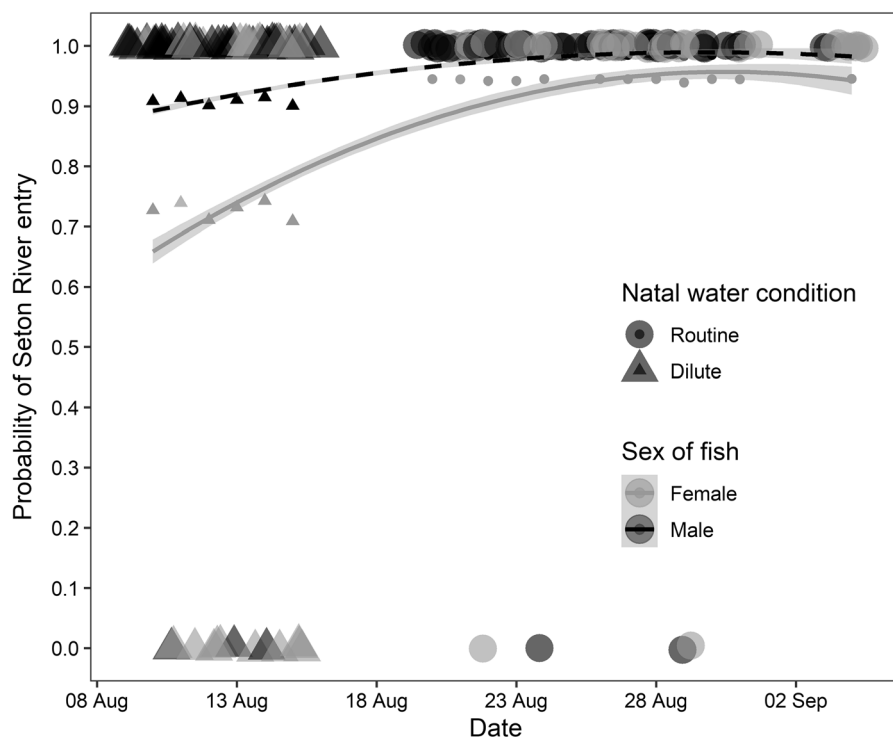 Probability of Seton River entry
1.0
0.9
0.8
0.7
0.6
0.5
0.4
0.3
0.2
0.1
0.0
Natal water condition
Routine
Dilute
Sex of fish
Female
Male
08 Aug 13 Aug 18 Aug 23 Aug 28 Aug 02 Sep
Date